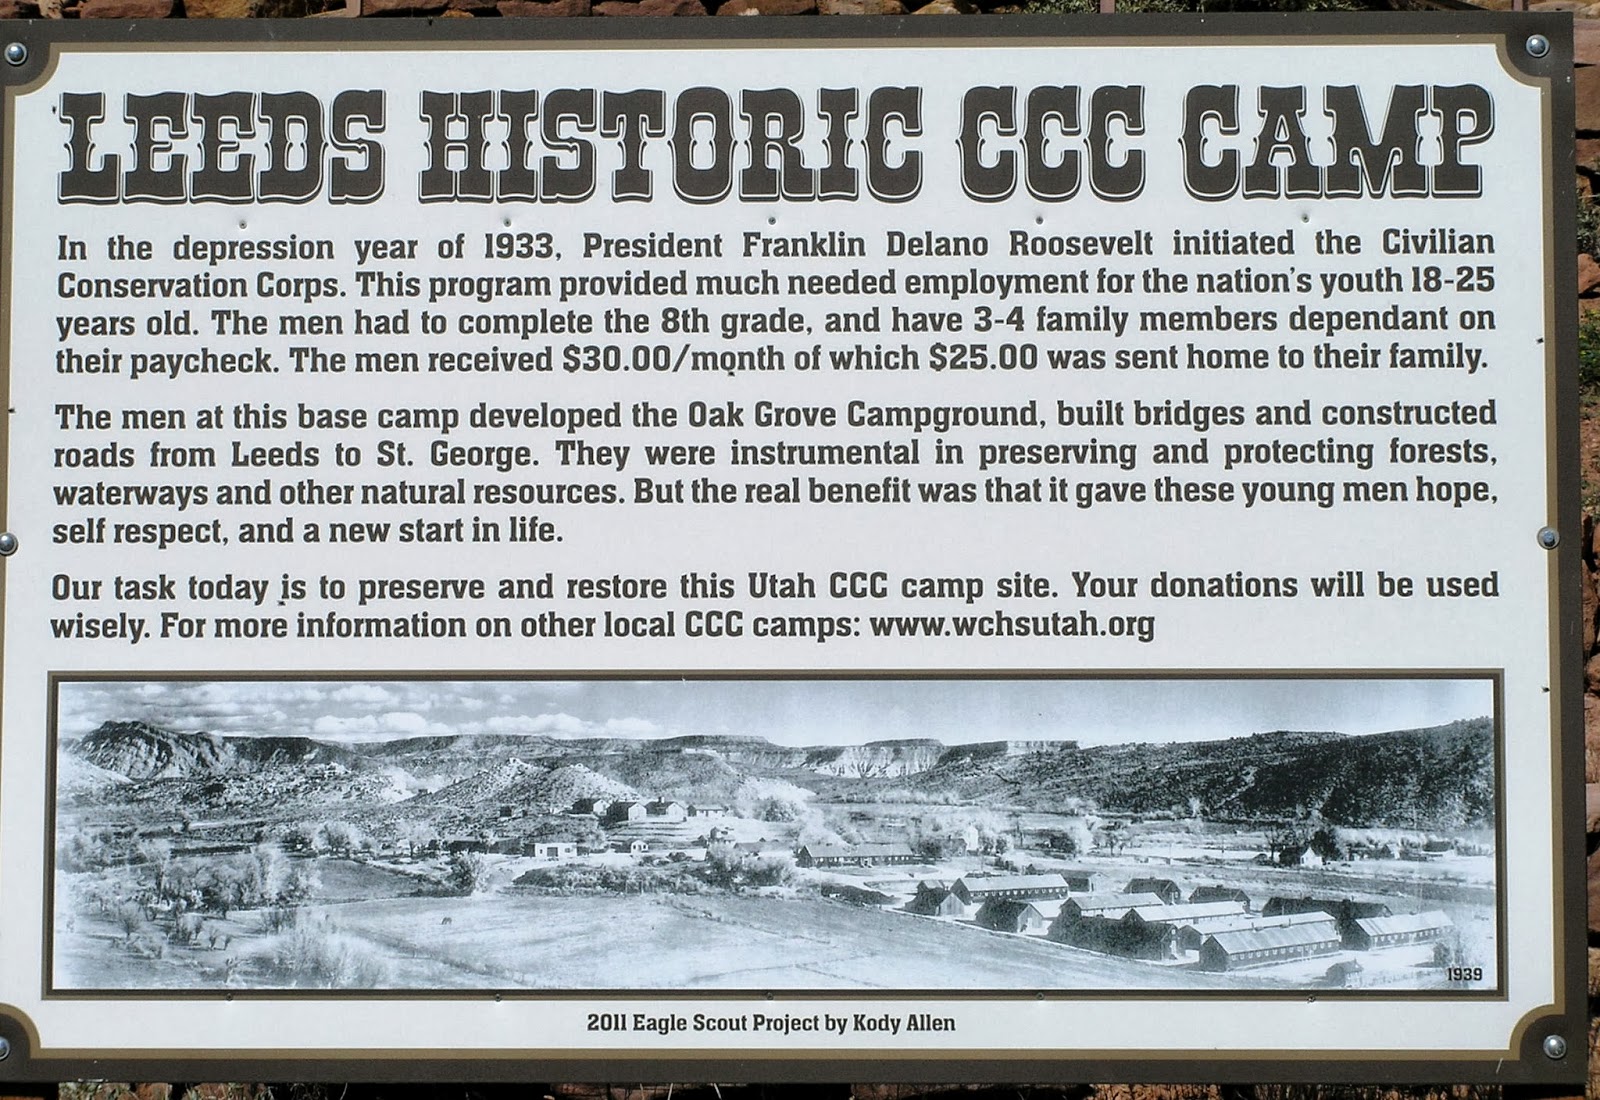 LEEDS HISTORIC CCC CAMP
In the depression year of 1933, President Franklin Delano Roosevelt initiated the Civilian
Conservation Corps. This program provided much needed employment for the nation's youth 18-25
years old. The men had to complete the 8th grade, and have 3-4 family members dependant on
their paycheck. The men received $30.00/month of which $25.00 was sent home to their family.
The men at this base camp developed the Oak Grove Campground, built bridges and constructed
roads from Leeds to St. George. They were instrumental in preserving and protecting forests,
waterways and other natural resources. But the real benefit was that it gave these young men hope,
self respect, and a new start in life.
Our task today is to preserve and restore this Utah CCC camp site. Your donations will be used
wisely. For more information on other local CCC camps: www.wchsutah.org
1939
2011 Eagle Scout Project by Kody Allen